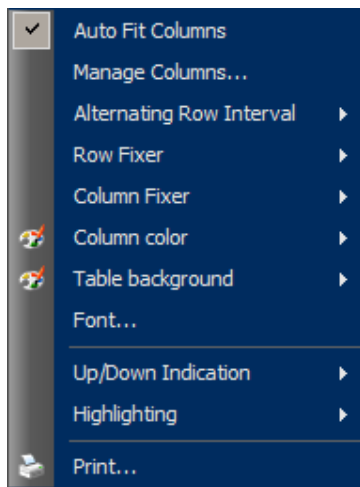 Auto Fit Columns
Manage Columns...
Alternating Row Interval
Row Fixer
Column Fixer
Column color
Table background
Font...
Up/Down Indication
Highlighting
Print...